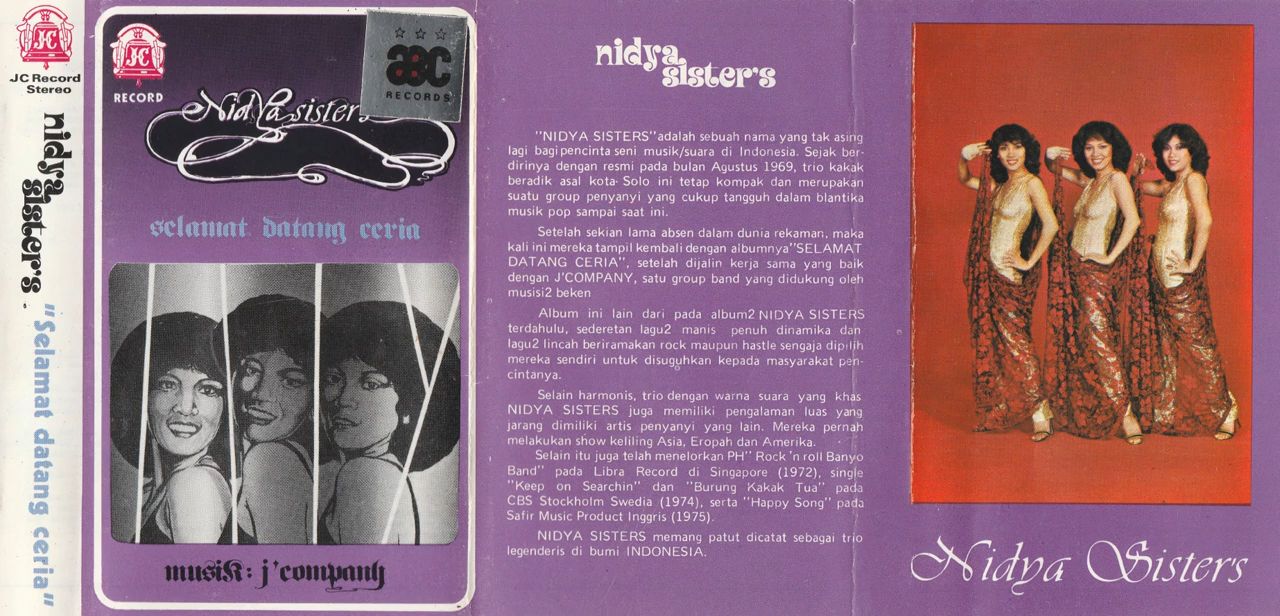 JC
JC Record
Stereo
nidya
sister's
"Selamat datang ceria"
JC
RECORD
abc
RECORDS
Nidya sisters
selamat datang ceria
musik: j'company
nidya
sister's
"NIDYA SISTERS" adalah sebuah nama yang tak asing
lagi bagi pencinta seni musik/suara di Indonesia. Sejak ber-
dirinya dengan resmi pada bulan Agustus 1969, trio kakak
beradik asal kota Solo ini tetap kompak dan merupakan
suatu group penyanyi yang cukup tangguh dalam blantika
musik pop sampai saat ini.
Setelah sekian lama absen dalam dunia rekaman, maka
kali ini mereka tampil kembali dengan albumnya "SELAMAT
DATANG CERIA", setelah dijalin kerja sama yang baik
dengan J'COMPANY, satu group band yang didukung oleh
musisi2 beken
Album ini lain dari pada album2 NIDYA SISTERS
terdahulu, sederetan lagu2 manis penuh dinamika dan
lagu2 lincah beriramakan rock maupun hastle sengaja dipilih
mereka sendiri untuk disuguhkan kepada masyarakat pen-
cintanya.
Selain harmonis, trio dengan warna suara yang khas
NIDYA SISTERS juga memiliki pengalaman luas yang
jarang dimiliki artis penyanyi yang lain. Mereka pernah
melakukan show keliling Asia, Eropah dan Amerika.
Selain itu juga telah menelorkan PH" Rock 'n roll Banyo
Band" pada Libra Record di Singapore (1972), single
"Keep on Searchin" dan "Burung Kakak Tua" pada
CBS Stockholm Swedia (1974), serta "Happy Song" pada
Safir Music Product Inggris (1975).
NIDYA SISTERS memang patut dicatat sebagai trio
legenderis di bumi INDONESIA.
Nidya Sisters